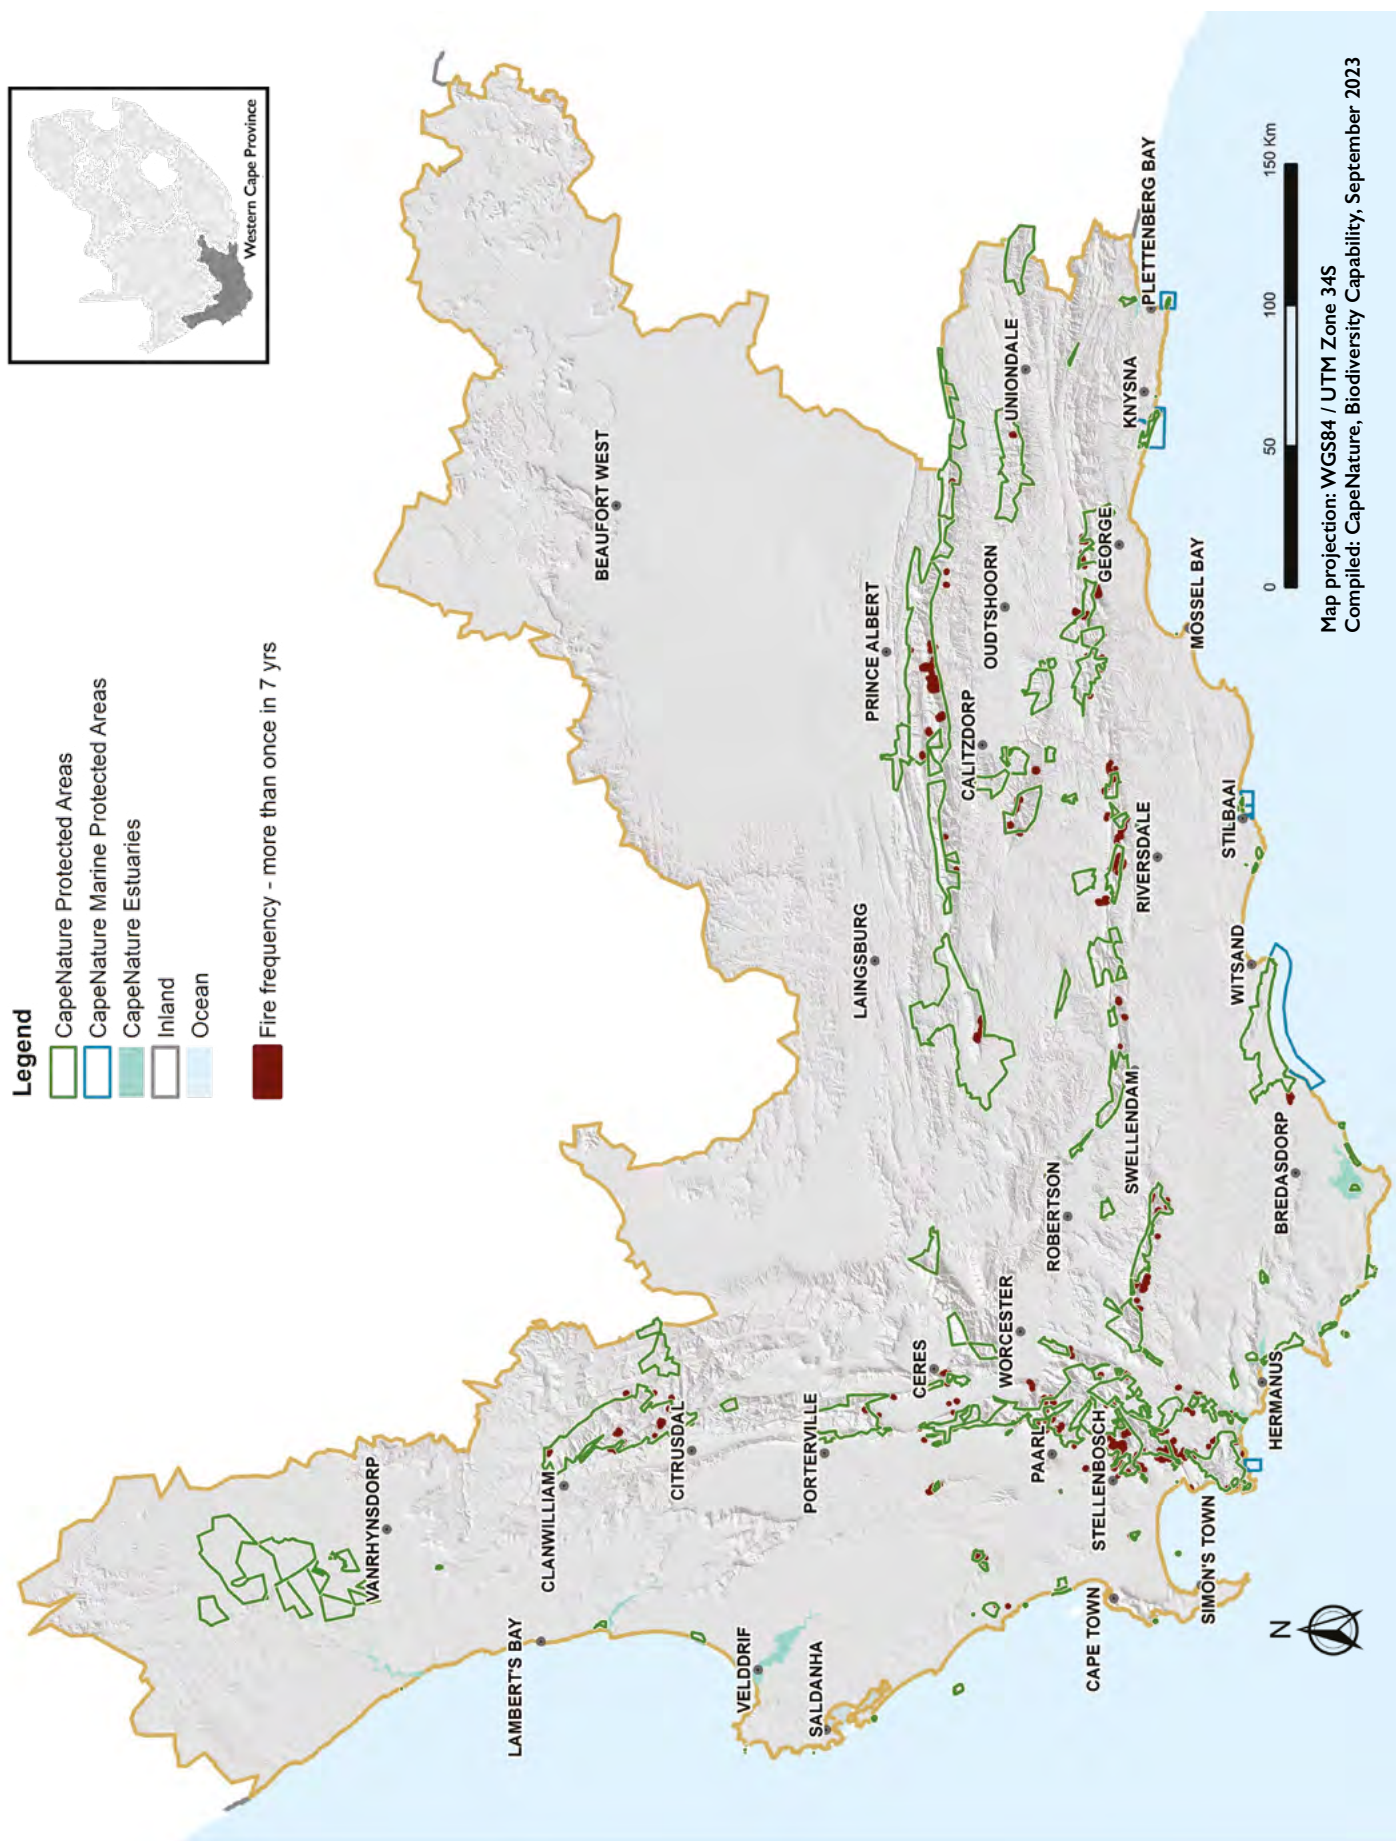 Legend
CapeNature Protected Areas
CapeNature Marine Protected Areas
CapeNature Estuaries
Inland
Ocean
Fire frequency - more than once in 7 yrs
Western Cape Province
VANRHYNSDORP
LAMBERT'S BAY
CLANWILLIAM
CITRUSDAL
VELDDRIF
SALDANHA
PORTERVILLE
CERES
WORCESTER
PAARL
STELLENBOSCH
CAPE TOWN
SIMON'S TOWN
HERMANUS
ROBERTSON
SWELLENDAM
BREDASDORP
LAINGSBURG
WITSAND
RIVERSDALE
STILBAAI
BEAUFORT WEST
PRINCE ALBERT
CALITZDORP
OUDTSHOORN
MOSSEL BAY
GEORGE
UNIONDALE
KNYSNA
PLETTENBERG BAY
N
0
50
100
150 Km
Map projection: WGS84 / UTM Zone 34S
Compiled: CapeNature, Biodiversity Capability, September 2023